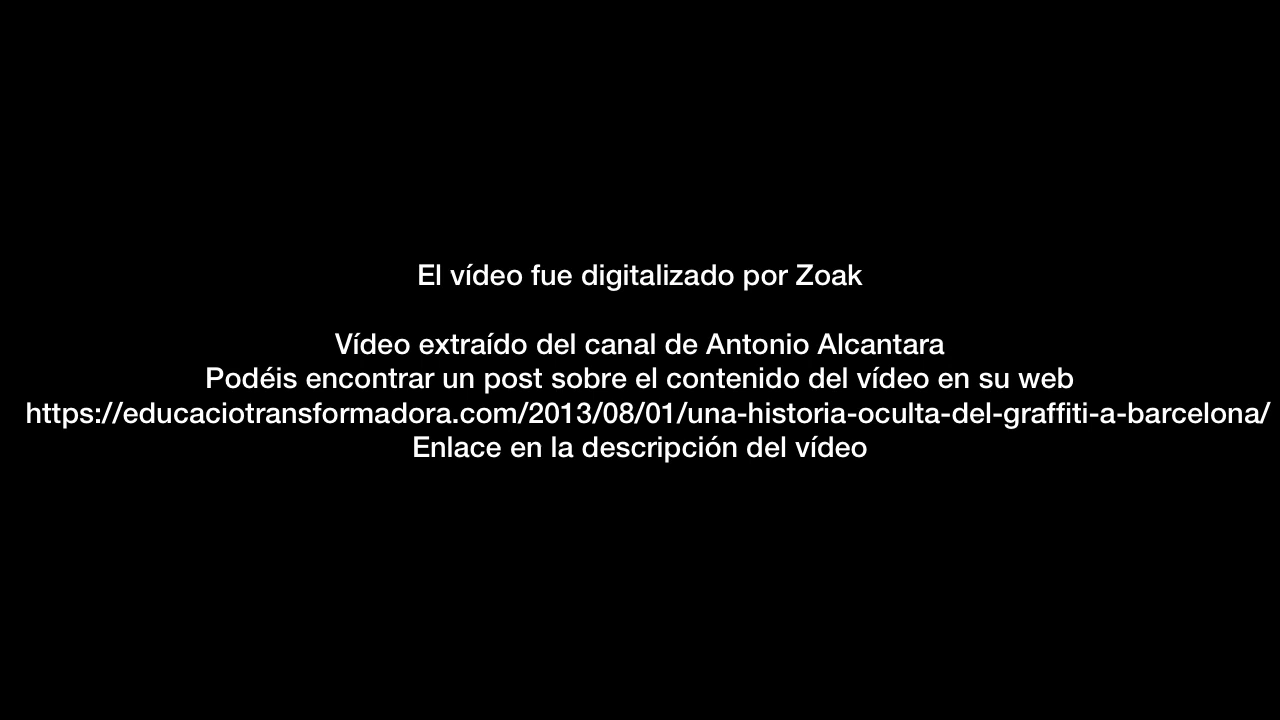 El vídeo fue digitalizado por Zoak
Vídeo extraído del canal de Antonio Alcantara
Podéis encontrar un post sobre el contenido del vídeo en su web
https://educaciotransformadora.com/2013/08/01/una-historia-oculta-del-graffiti-a-barcelona/
Enlace en la descripción del vídeo